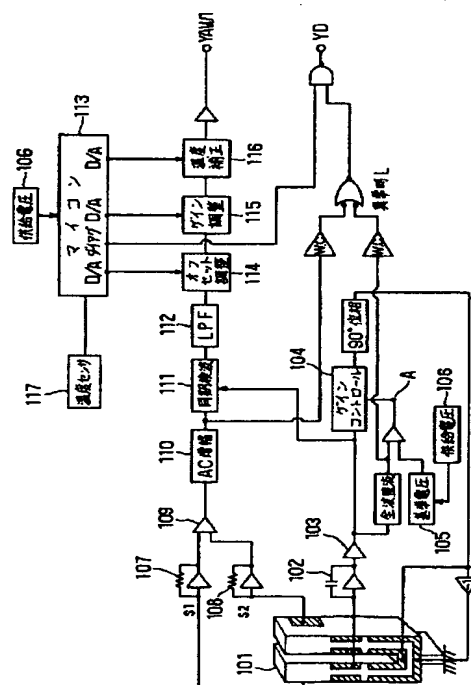 106
供給電圧
113
マイコン
D/A
ダイアグ
D/A
D/A
117
温度センサ
YAW1
温度補正
116
ゲイン調整
115
オフセット調整
114
LPF
112
同期検波
111
AC増幅
110
109
107
S1
108
S2
YD
異常時L
W.C
W.C
90°位相
ゲインコントロール
104
A
全波整流
基準電圧
105
供給電圧
106
103
102
101